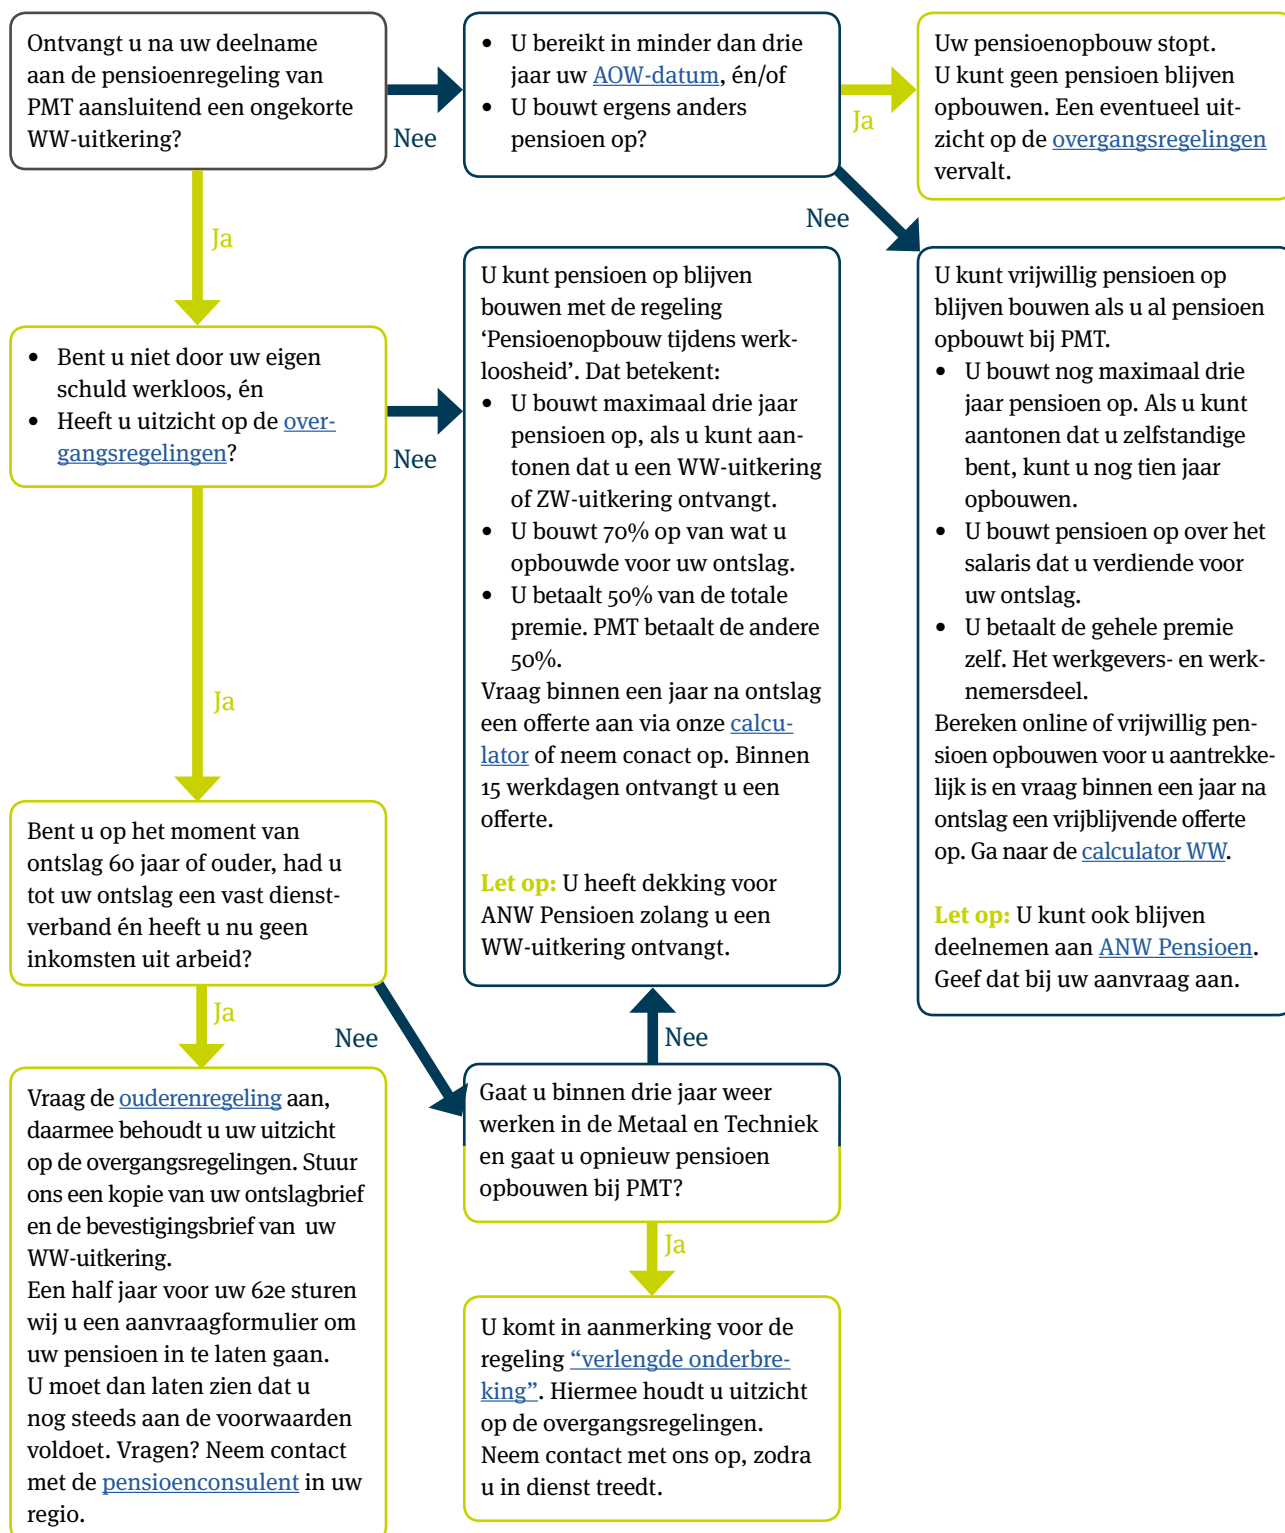 Ontvangt u na uw deelname
aan de pensioenregeling van
PMT aansluitend een ongekorte
WW-uitkering?
Nee
• U bereikt in minder dan drie
jaar uw AOW-datum, én/of
• U bouwt ergens anders
pensioen op?
Ja
Uw pensioenopbouw stopt.
U kunt geen pensioen blijven
opbouwen. Een eventueel uit-
zicht op de overgangsregelingen
vervalt.
Nee
Ja
• Bent u niet door uw eigen
schuld werkloos, én
• Heeft u uitzicht op de over-
gangsregelingen?
Nee
U kunt pensioen op blijven
bouwen met de regeling
‘Pensioenopbouw tijdens werk-
loosheid’. Dat betekent:
• U bouwt maximaal drie jaar
pensioen op, als u kunt aan-
tonen dat u een WW-uitkering
of ZW-uitkering ontvangt.
• U bouwt 70% op van wat u
opbouwde voor uw ontslag.
• U betaalt 50% van de totale
premie. PMT betaalt de andere
50%.
Vraag binnen een jaar na ontslag
een offerte aan via onze calcu-
lator of neem conact op. Binnen
15 werkdagen ontvangt u een
offerte.
Let op: U heeft dekking voor
ANW Pensioen zolang u een
WW-uitkering ontvangt.
U kunt vrijwillig pensioen op
blijven bouwen als u al pensioen
opbouwt bij PMT.
• U bouwt nog maximaal drie
jaar pensioen op. Als u kunt
aantonen dat u zelfstandige
bent, kunt u nog tien jaar
opbouwen.
• U bouwt pensioen op over het
salaris dat u verdiende voor
uw ontslag.
• U betaalt de gehele premie
zelf. Het werkgevers- en werk-
nemersdeel.
Bereken online of vrijwillig pen-
sioen opbouwen voor u aantrekke-
lijk is en vraag binnen een jaar na
ontslag een vrijblijvende offerte
op. Ga naar de calculator WW.
Let op: U kunt ook blijven
deelnemen aan ANW Pensioen.
Geef dat bij uw aanvraag aan.
Ja
Bent u op het moment van
ontslag 60 jaar of ouder, had u
tot uw ontslag een vast dienst-
verband én heeft u nu geen
inkomsten uit arbeid?
Ja
Nee
Nee
Vraag de ouderenregeling aan,
daarmee behoudt u uw uitzicht
op de overgangsregelingen. Stuur
ons een kopie van uw ontslagbrief
en de bevestigingsbrief van uw
WW-uitkering.
Een half jaar voor uw 62e sturen
wij u een aanvraagformulier om
uw pensioen in te laten gaan.
U moet dan laten zien dat u
nog steeds aan de voorwaarden
voldoet. Vragen? Neem contact
met de pensioenconsulent in uw
regio.
Gaat u binnen drie jaar weer
werken in de Metaal en Techniek
en gaat u opnieuw pensioen
opbouwen bij PMT?
Ja
U komt in aanmerking voor de
regeling “verlengde onderbre-
king”. Hiermee houdt u uitzicht
op de overgangsregelingen.
Neem contact met ons op, zodra
u in dienst treedt.